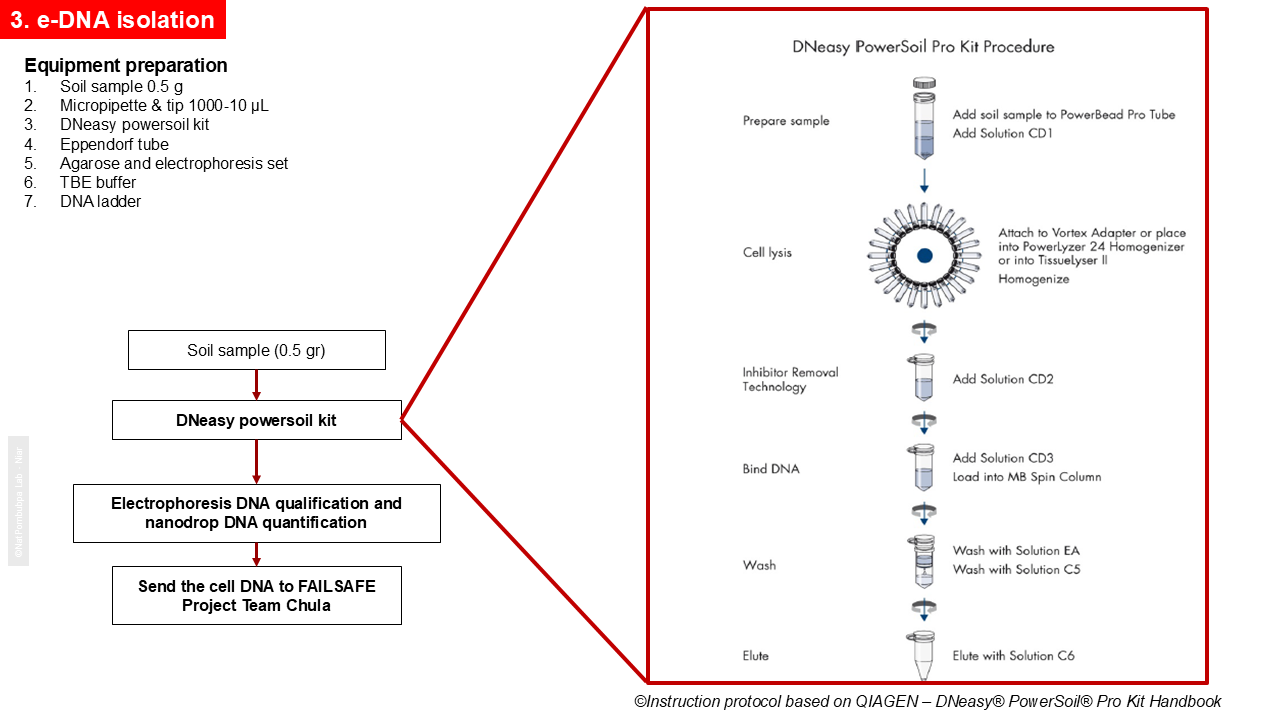 3. e-DNA isolation
Equipment preparation
1. Soil sample 0.5 g
2. Micropipette & tip 1000-10 µL
3. DNeasy powersoil kit
4. Eppendorf tube
5. Agarose and electrophoresis set
6. TBE buffer
7. DNA ladder
Soil sample (0.5 gr)
DNeasy powersoil kit
Electrophoresis DNA qualification and
nanodrop DNA quantification
Send the cell DNA to FAILSAFE
Project Team Chula
DNeasy PowerSoil Pro Kit Procedure
Prepare sample
Add soil sample to PowerBead Pro Tube
Add Solution CD1
Cell lysis
Attach to Vortex Adapter or place
into PowerLyzer 24 Homogenizer
or into TissueLyser II
Homogenize
Inhibitor Removal
Technology
Add Solution CD2
Bind DNA
Add Solution CD3
Load into MB Spin Column
Wash
Wash with Solution EA
Wash with Solution C5
Elute
Elute with Solution C6
©Instruction protocol based on QIAGEN – DNeasy® PowerSoil® Pro Kit Handbook